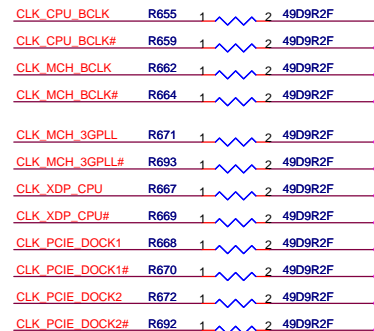 CLK_CPU_BCLK R655 1 2 49D9R2F
CLK_CPU_BCLK# R659 1 2 49D9R2F
CLK_MCH_BCLK R662 1 2 49D9R2F
CLK_MCH_BCLK# R664 1 2 49D9R2F
CLK_MCH_3GPLL R671 1 2 49D9R2F
CLK_MCH_3GPLL# R693 1 2 49D9R2F
CLK_XDP_CPU R667 1 2 49D9R2F
CLK_XDP_CPU# R669 1 2 49D9R2F
CLK_PCIE_DOCK1 R668 1 2 49D9R2F
CLK_PCIE_DOCK1# R670 1 2 49D9R2F
CLK_PCIE_DOCK2 R672 1 2 49D9R2F
CLK_PCIE_DOCK2# R692 1 2 49D9R2F